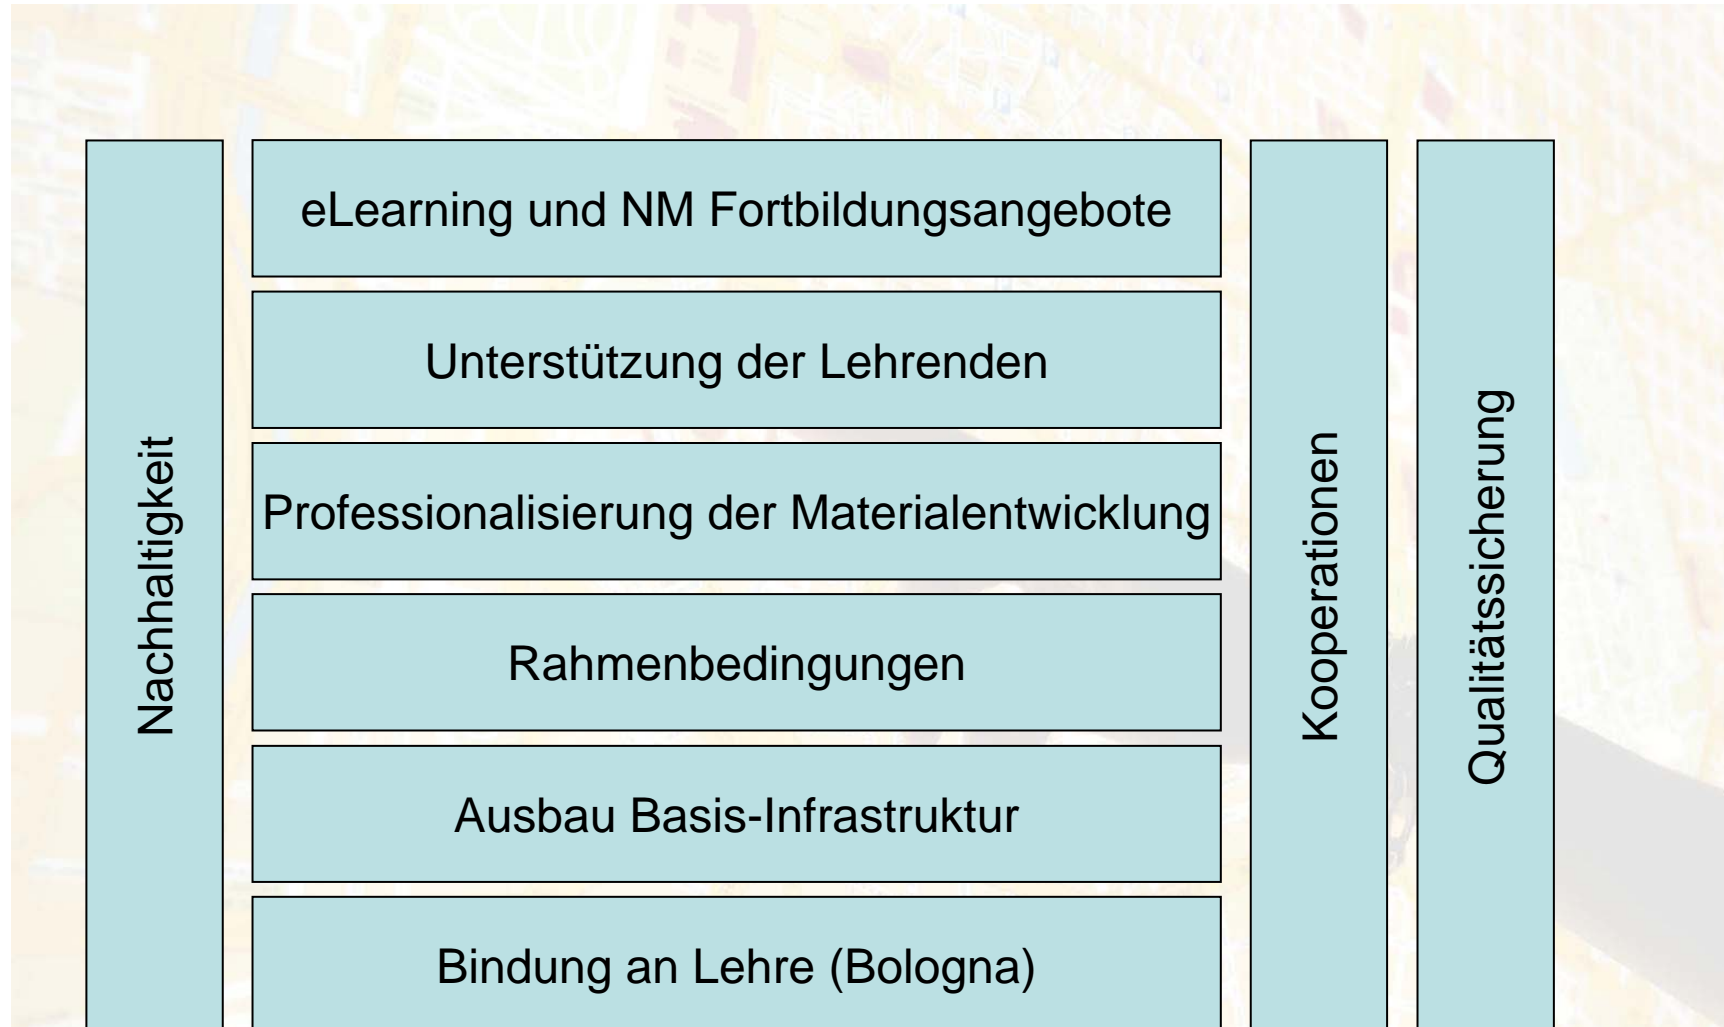 Nachhaltigkeit
eLearning und NM Fortbildungsangebote
Unterstützung der Lehrenden
Professionalisierung der Materialentwicklung
Rahmenbedingungen
Ausbau Basis-Infrastruktur
Bindung an Lehre (Bologna)
Kooperationen
Qualitätssicherung